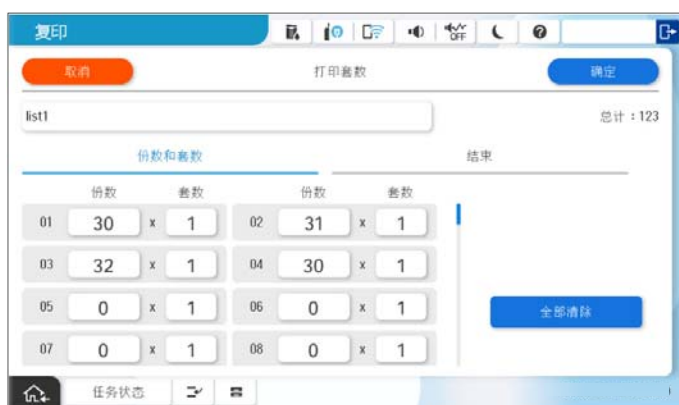 复印
OFF
取消 打印套数 确定
list1 总计：123
份数和套数 结束
份数 套数 份数 套数
01 30 x 1 02 31 x 1
03 32 x 1 04 30 x 1
05 0 x 1 06 0 x 1
全部清除
07 0 x 1 08 0 x 1
任务状态